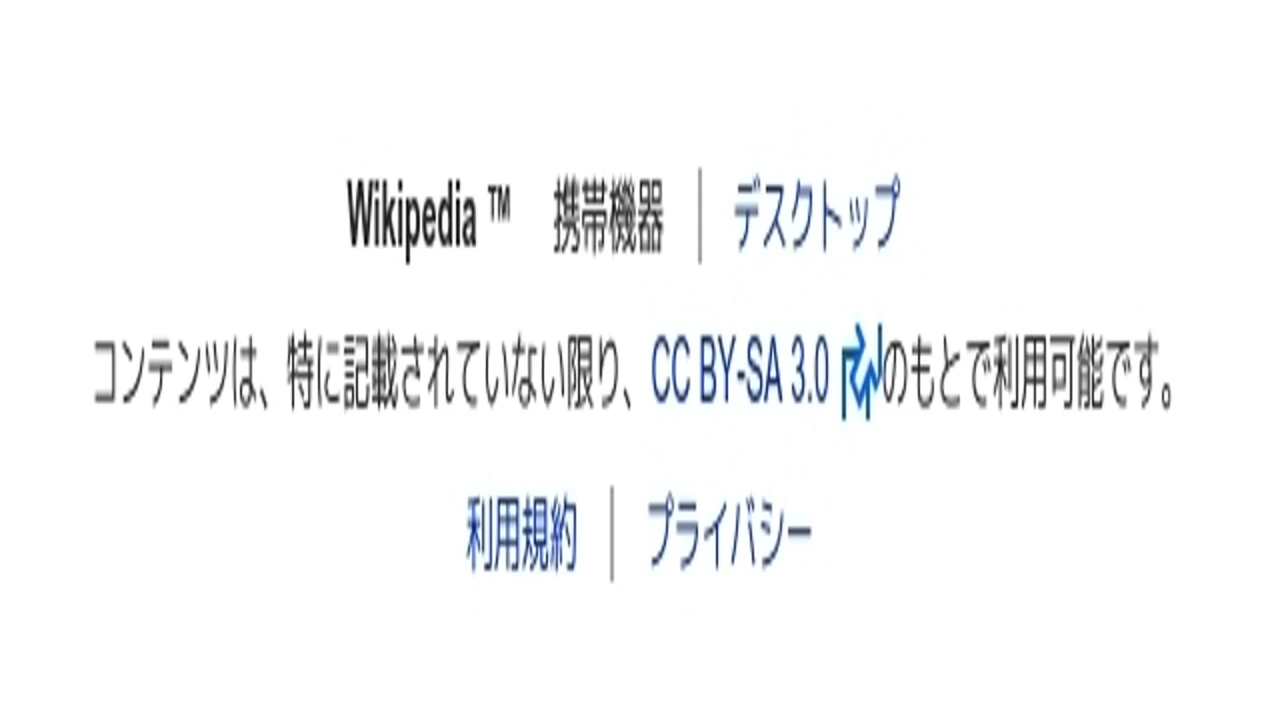 Wikipedia ™ 携帯機器 | デスクトップ
コンテンツは、特に記載されていない限り、CC BY-SA 3.0 のもとで利用可能です。
利用規約 | プライバシー